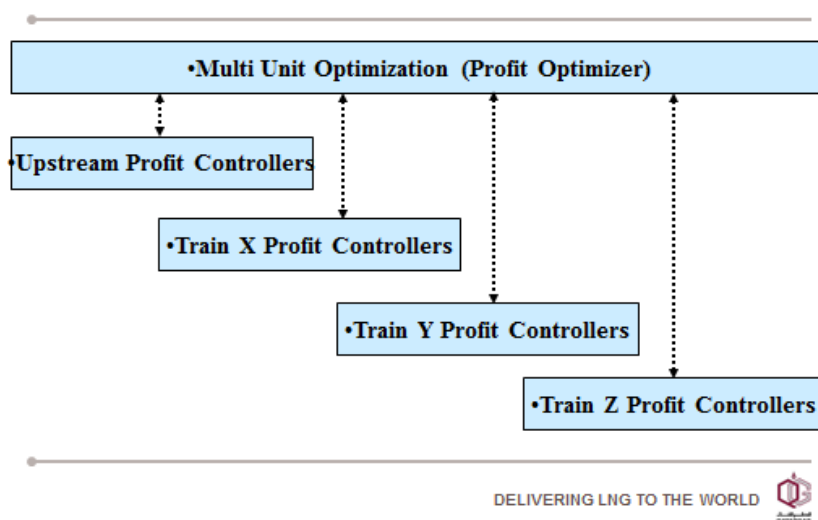 •Multi Unit Optimization (Profit Optimizer)
•Upstream Profit Controllers
•Train X Profit Controllers
•Train Y Profit Controllers
•Train Z Profit Controllers
DELIVERING LNG TO THE WORLD